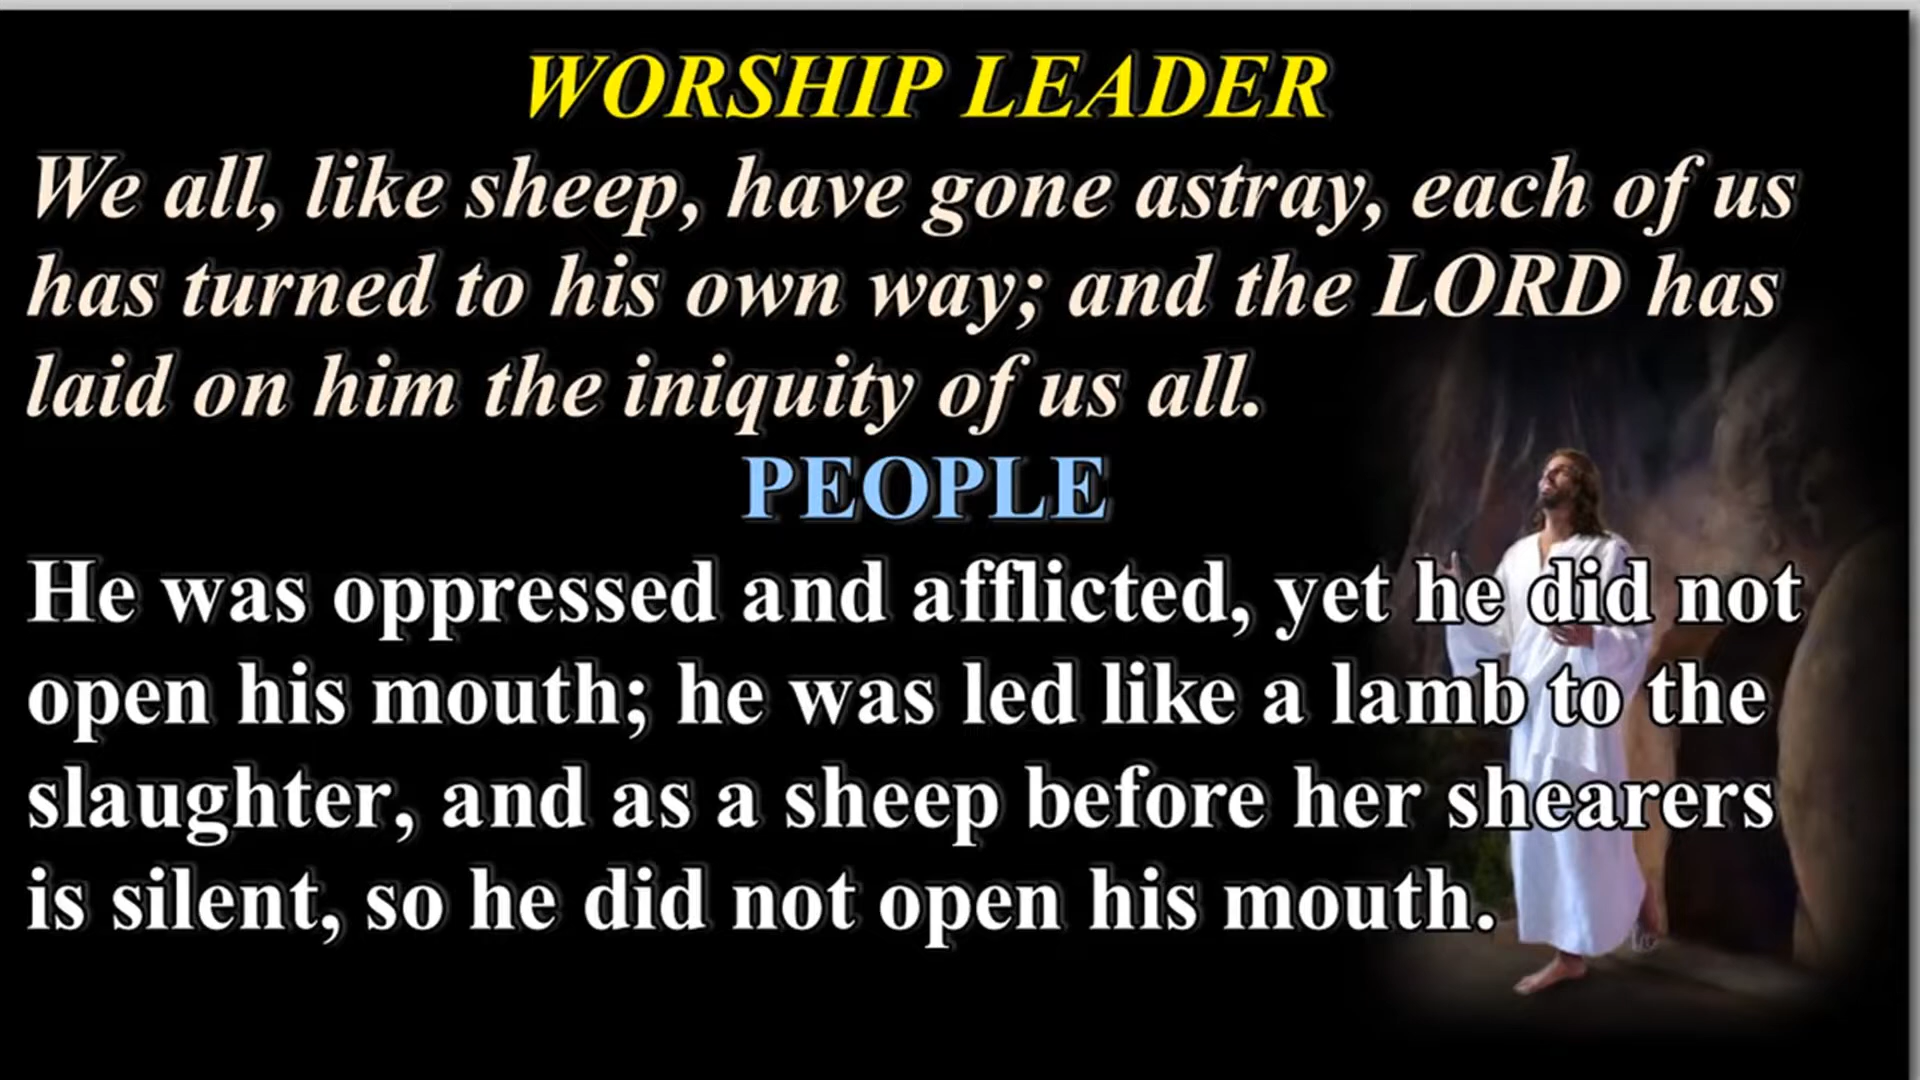 WORSHIP LEADER
We all, like sheep, have gone astray, each of us
has turned to his own way; and the LORD has
laid on him the iniquity of us all.
PEOPLE
He was oppressed and afflicted, yet he did not
open his mouth; he was led like a lamb to the
slaughter, and as a sheep before her shearers
is silent, so he did not open his mouth.